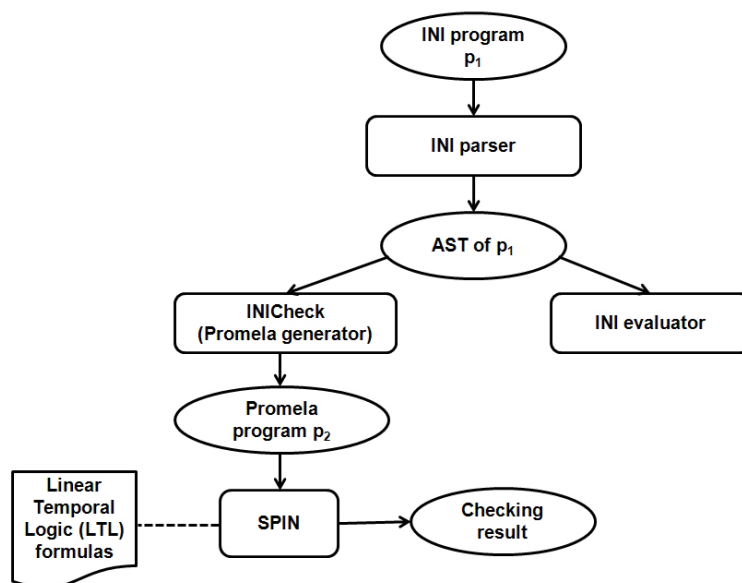 INI program
p₁
INI parser
AST of p₁
INICheck
(Promela generator)
INI evaluator
Promela
program p₂
Linear
Temporal
Logic (LTL)
formulas
SPIN
Checking
result